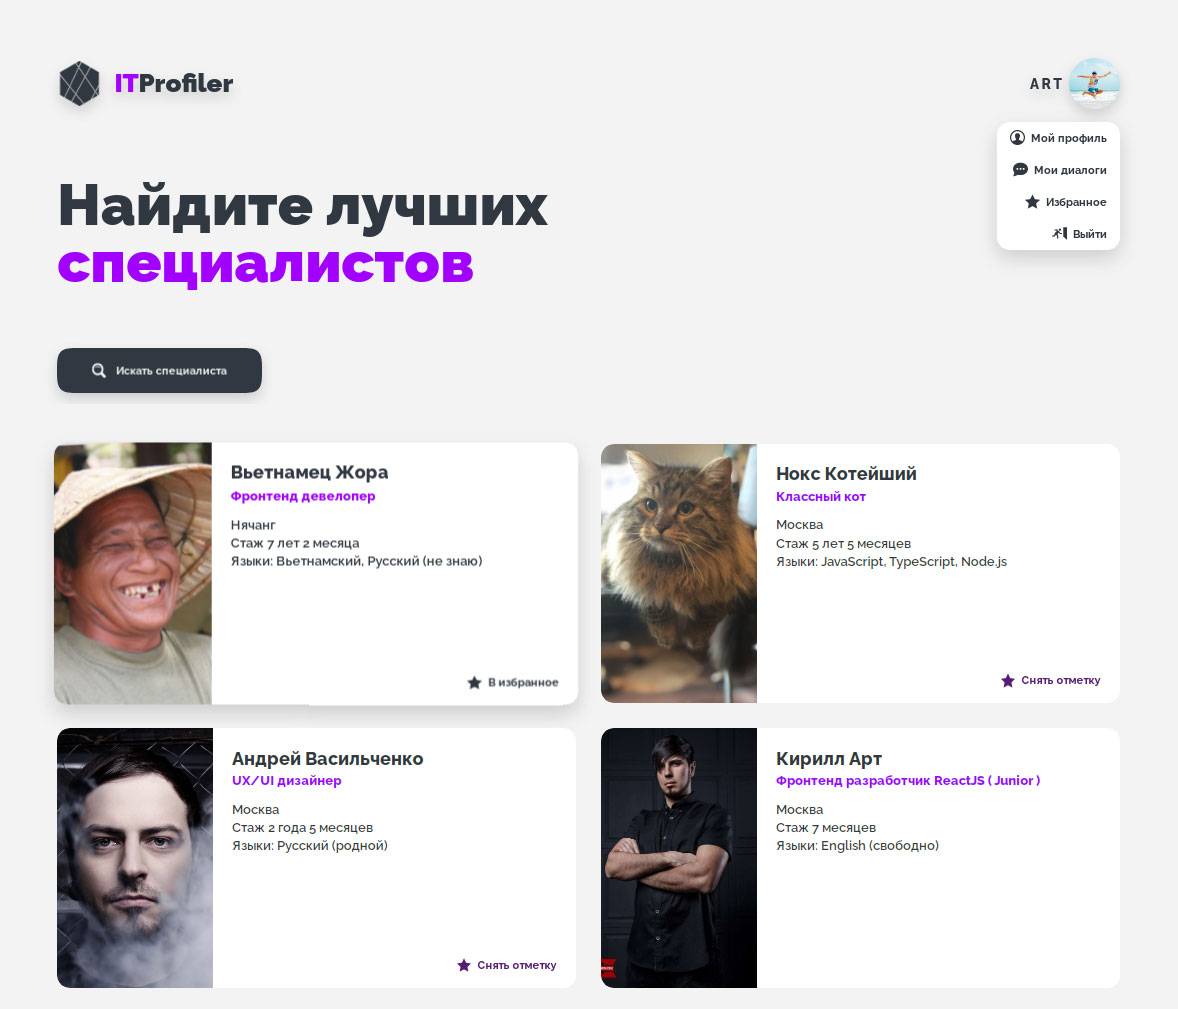 ITProfiler
ART
Мой профиль
Мои диалоги
Избранное
Выйти
Найдите лучших
специалистов
Искать специалиста
Вьетнамец Жора
Фронтенд девелопер
Нячанг
Стаж 7 лет 2 месяца
Языки: Вьетнамский, Русский (не знаю)
В избранное
Нокс Котейший
Классный кот
Москва
Стаж 5 лет 5 месяцев
Языки: JavaScript, TypeScript, Node.js
Снять отметку
Андрей Васильченко
UX/UI дизайнер
Москва
Стаж 2 года 5 месяцев
Языки: Русский (родной)
Снять отметку
Кирилл Арт
Фронтенд разработчик ReactJS ( Junior )
Москва
Стаж 7 месяцев
Языки: English (свободно)